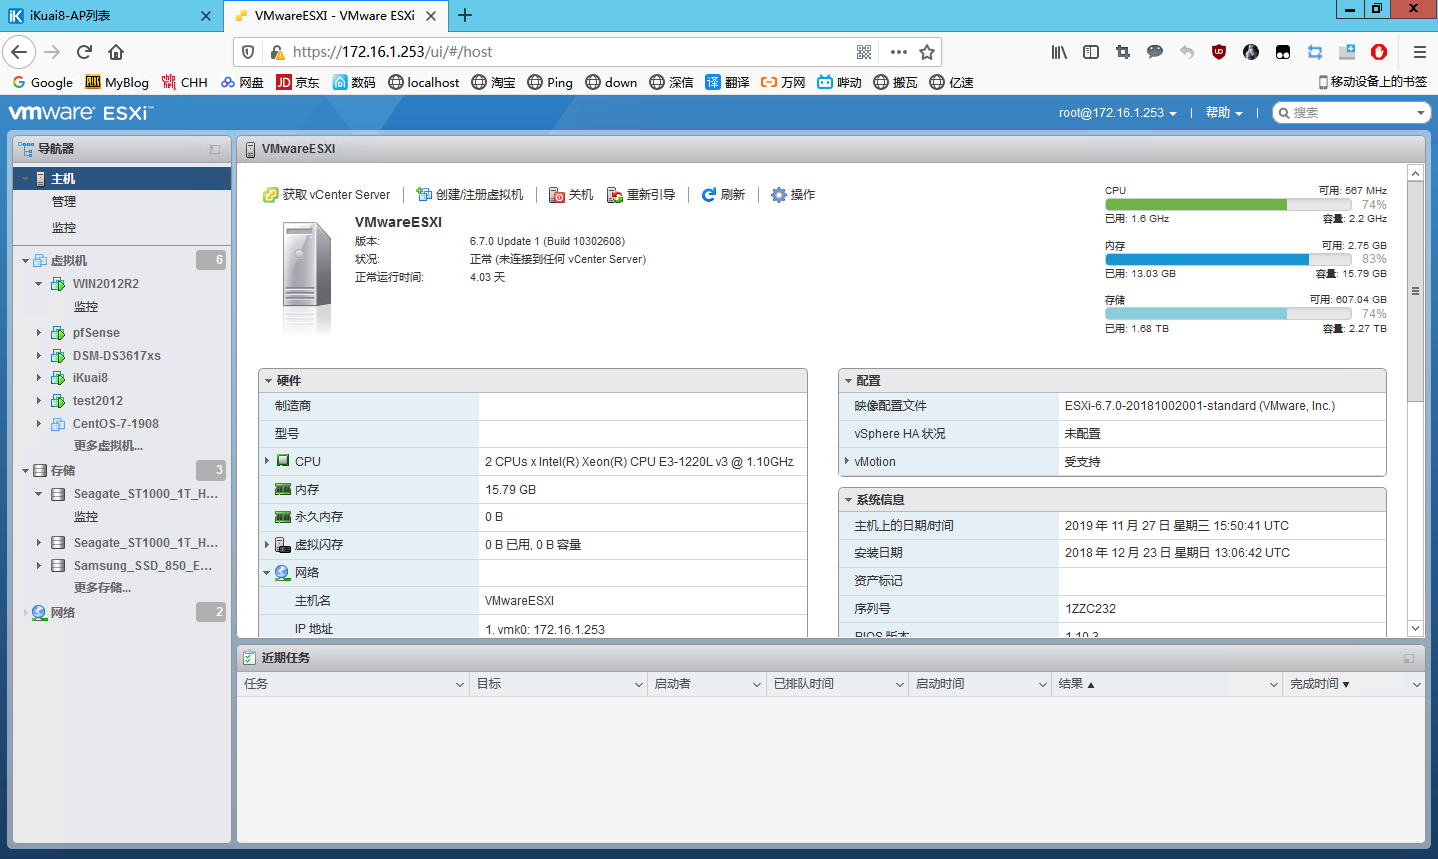 iKuai8-AP列表
VMwareESXI - VMware ESXi
https://172.16.1.253/ui/#/host
Google MyBlog CHH 网盘 京东 数码 localhost 淘宝 Ping down 深信 翻译 万网 哔动 搬瓦 亿速 移动设备上的书签
vmware ESXi™ root@172.16.1.253 | 帮助 | 搜索
导航器
主机
管理
监控
虚拟机 6
WIN2012R2
监控
pfSense
DSM-DS3617xs
iKuai8
test2012
CentOS-7-1908
更多虚拟机...
存储 3
Seagate_ST1000_1T_H...
监控
Seagate_ST1000_1T_H...
Samsung_SSD_850_E...
更多存储...
网络 2
VMwareESXI
获取 vCenter Server | 创建/注册虚拟机 | 关机 重新引导 | 刷新 | 操作
VMwareESXI
版本: 6.7.0 Update 1 (Build 10302608)
状况: 正常 (未连接到任何 vCenter Server)
正常运行时间: 4.03 天
CPU 可用: 567 MHz
74%
已用: 1.6 GHz 容量: 2.2 GHz
内存 可用: 2.75 GB
83%
已用: 13.03 GB 容量: 15.79 GB
存储 可用: 607.04 GB
74%
已用: 1.68 TB 容量: 2.27 TB
硬件
制造商
型号
CPU 2 CPUs x Intel(R) Xeon(R) CPU E3-1220L v3 @ 1.10GHz
内存 15.79 GB
永久内存 0 B
虚拟闪存 0 B 已用, 0 B 容量
网络
主机名 VMwareESXI
IP 地址 1. vmk0: 172.16.1.253
配置
映像配置文件 ESXi-6.7.0-20181002001-standard (VMware, Inc.)
vSphere HA 状况 未配置
vMotion 受支持
系统信息
主机上的日期/时间 2019 年 11 月 27 日 星期三 15:50:41 UTC
安装日期 2018 年 12 月 23 日 星期日 13:06:42 UTC
资产标记
序列号 1ZZC232
BIOS 版本 1.10.3
近期任务
任务 目标 启动者 已排队时间 启动时间 结果 ▲ 完成时间 ▼